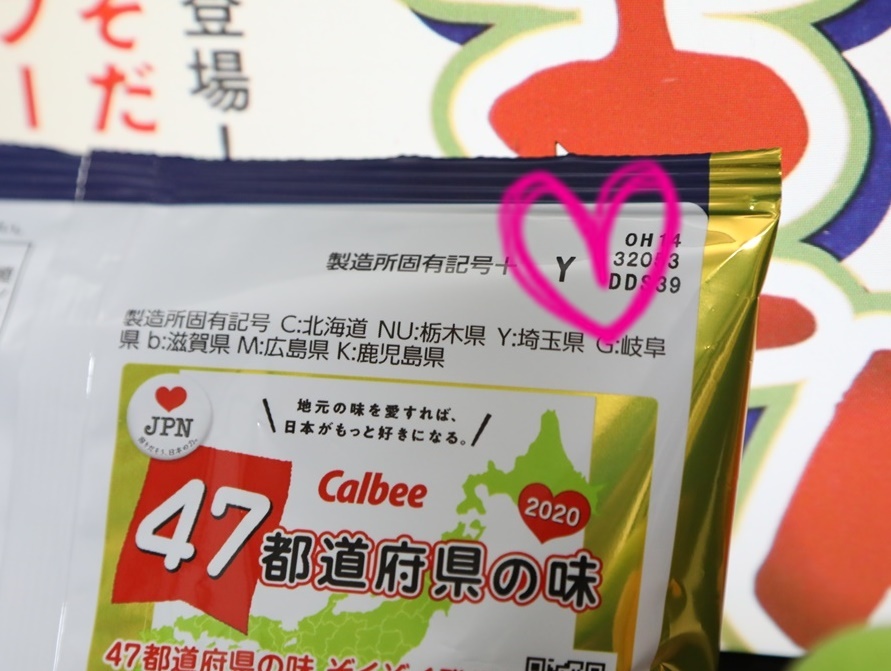 登場！
そだ
製造所固有記号＋ Y
OH14
製造所固有記号 C:北海道 NU:栃木県 Y:埼玉県 G:岐阜
県 b:滋賀県 M:広島県 K:鹿児島県
JPN
地元の味を愛すれば、
日本がもっと好きになる。
Calbee
2020
47都道府県の味
47都道府県の味